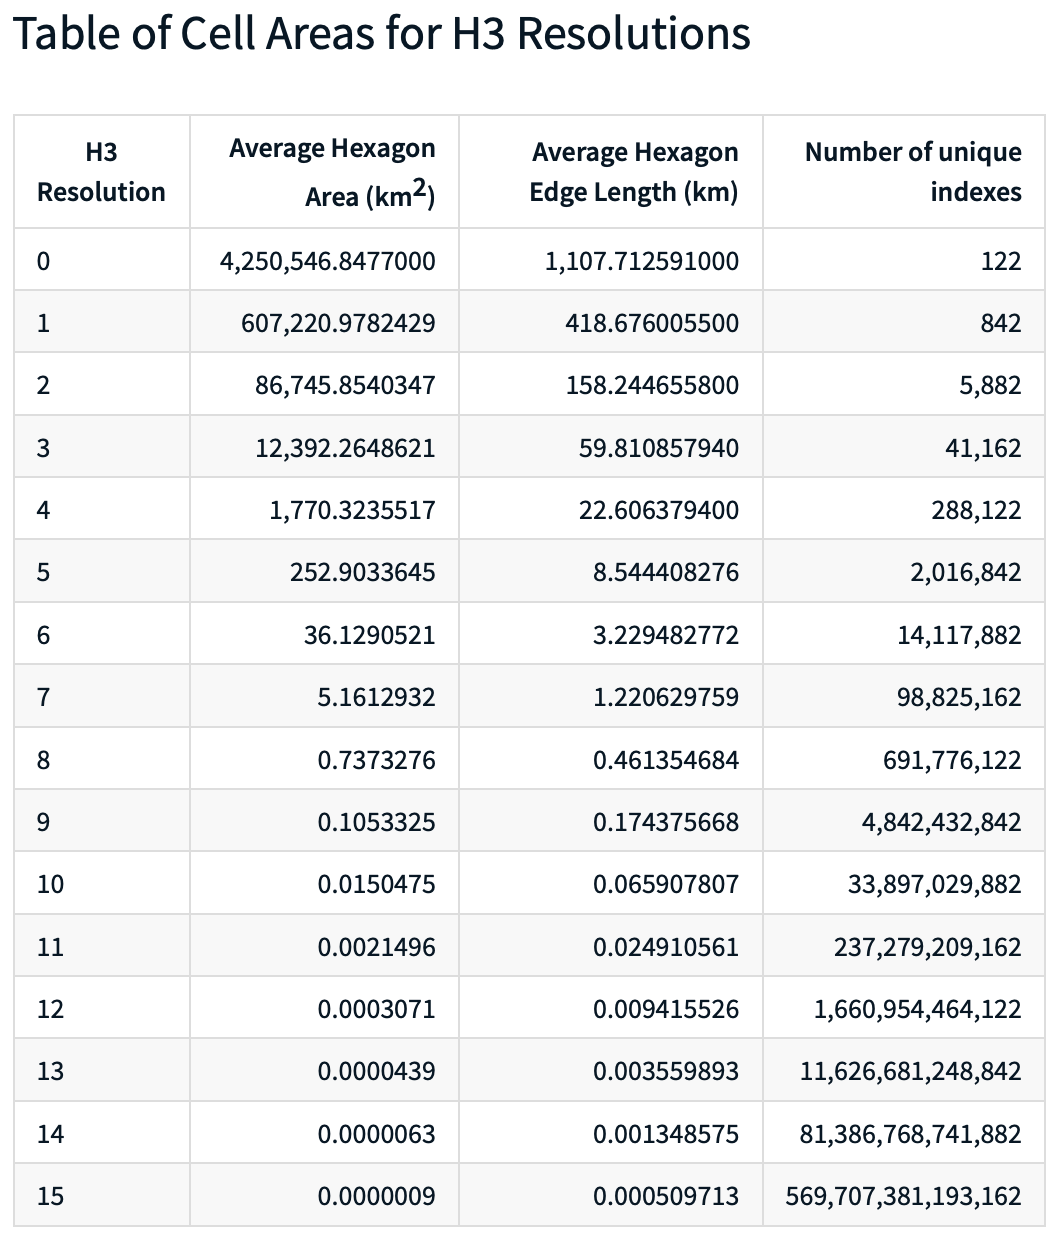 Table of Cell Areas for H3 Resolutions
H3 Resolution Average Hexagon Area (km2) Average Hexagon Edge Length (km) Number of unique indexes
0 4,250,546.8477000 1,107.712591000 122
1 607,220.9782429 418.676005500 842
2 86,745.8540347 158.244655800 5,882
3 12,392.2648621 59.810857940 41,162
4 1,770.3235517 22.606379400 288,122
5 252.9033645 8.544408276 2,016,842
6 36.1290521 3.229482772 14,117,882
7 5.1612932 1.220629759 98,825,162
8 0.7373276 0.461354684 691,776,122
9 0.1053325 0.174375668 4,842,432,842
10 0.0150475 0.065907807 33,897,029,882
11 0.0021496 0.024910561 237,279,209,162
12 0.0003071 0.009415526 1,660,954,464,122
13 0.0000439 0.003559893 11,626,681,248,842
14 0.0000063 0.001348575 81,386,768,741,882
15 0.0000009 0.000509713 569,707,381,193,162